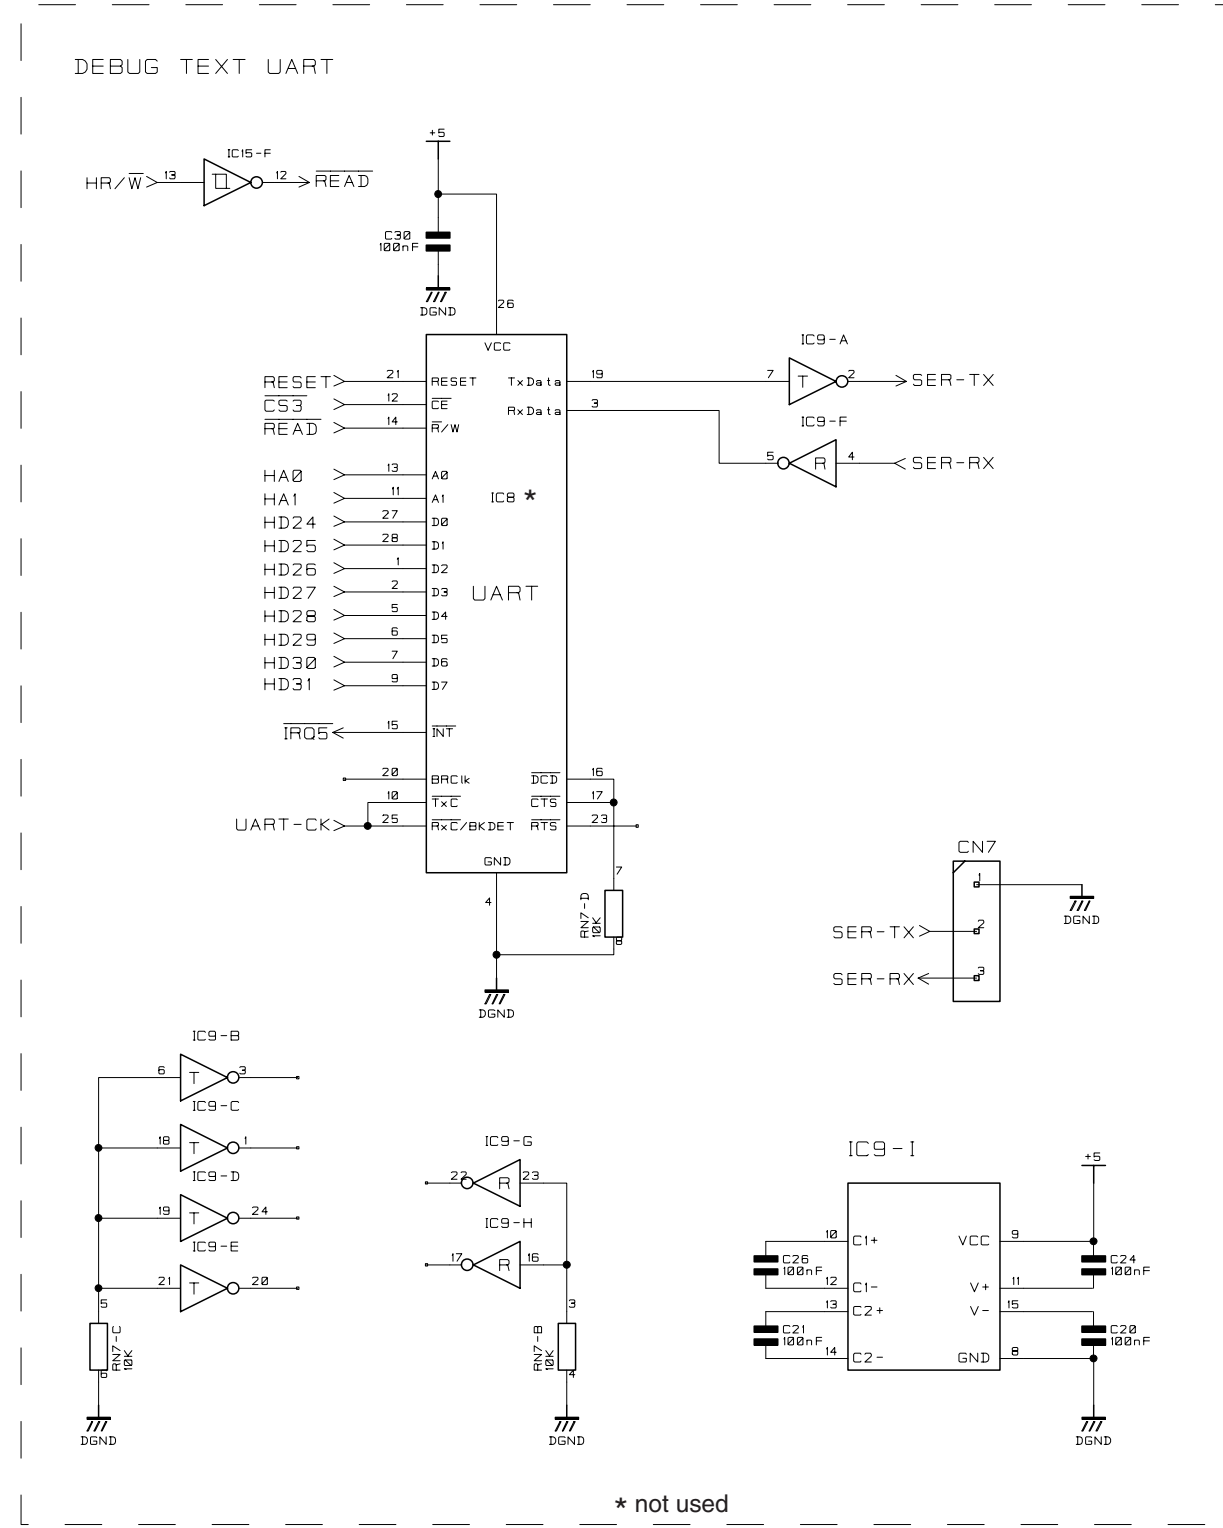 DEBUG TEXT UART
+5
IC15-F
HR/W 13 12 READ
C30
100nF
DGND
26
VCC
IC9-A
RESET 21 RESET TxData 19 7 T 2 SER-TX
CS3 12 CE RxData 3
READ 14 R/W
IC9-F
5 R 4 SER-RX
HA0 13 A0
HA1 11 A1 IC8 *
HD24 27 D0
HD25 28 D1
HD26 1 D2
HD27 2 D3 UART
HD28 5 D4
HD29 6 D5
HD30 7 D6
HD31 9 D7
IRQ5 15 INT
20 BRClk DCD 16
10 TxC CTS 17
UART-CK 25 RxC/BKDET RTS 23
GND
4
7
RN7-D
10K
8
DGND
CN7
1
DGND
SER-TX 2
SER-RX 3
IC9-B
6 T 3
IC9-C
18 T 1
IC9-D
19 T 24
IC9-E
21 T 20
5
RN7-C
10K
6
DGND
IC9-G
22 R 23
IC9-H
17 R 16
3
RN7-B
10K
4
DGND
IC9-I
+5
10 C1+ VCC 9
C26
100nF
C24
100nF
12 C1- V+ 11
13 C2+ V- 15
C21
100nF
C20
100nF
14 C2- GND 8
DGND
* not used